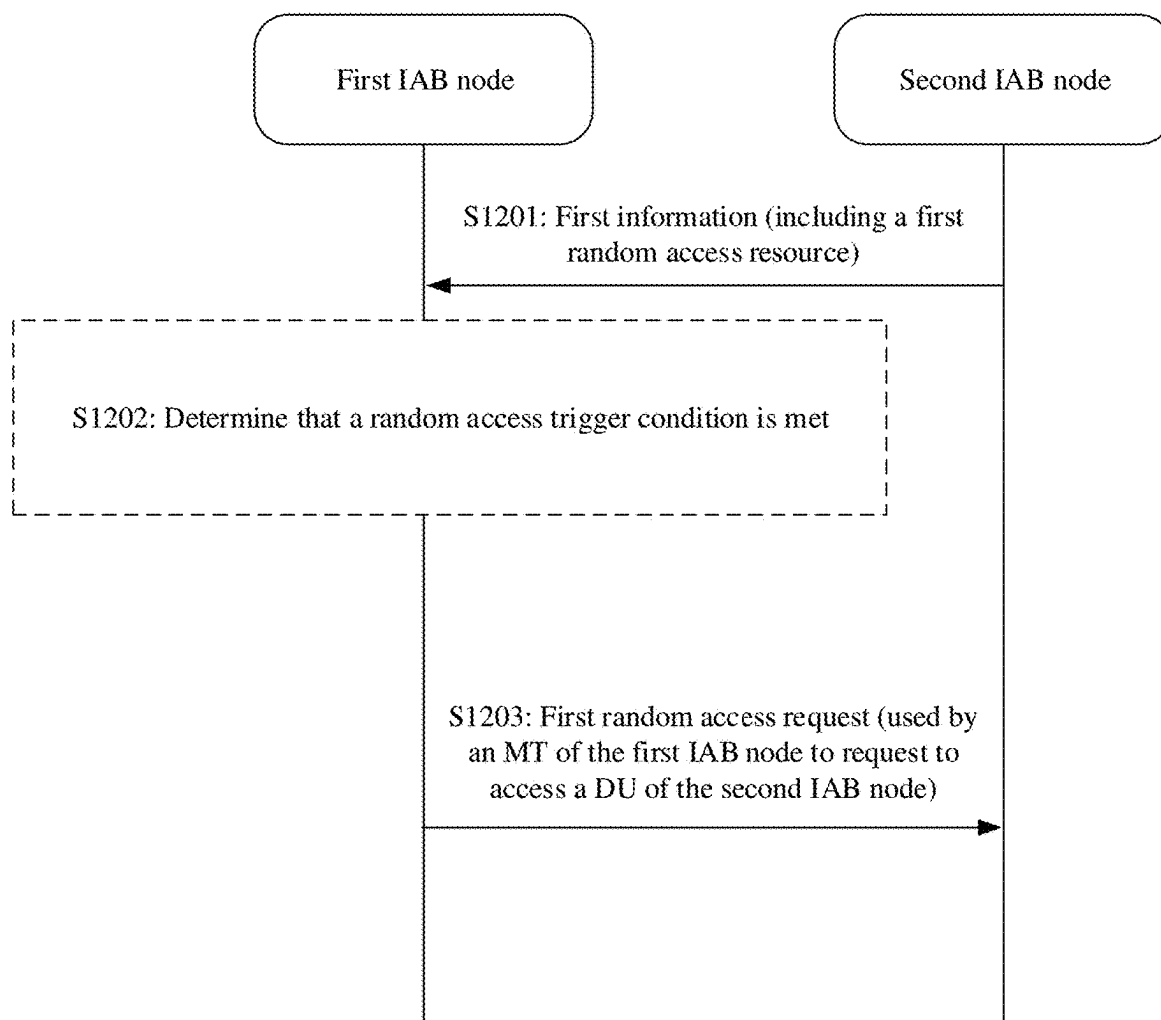 First IAB node
Second IAB node
S1201: First information (including a first
random access resource)
S1202: Determine that a random access trigger condition is met
S1203: First random access request (used by
an MT of the first IAB node to request to
access a DU of the second IAB node)